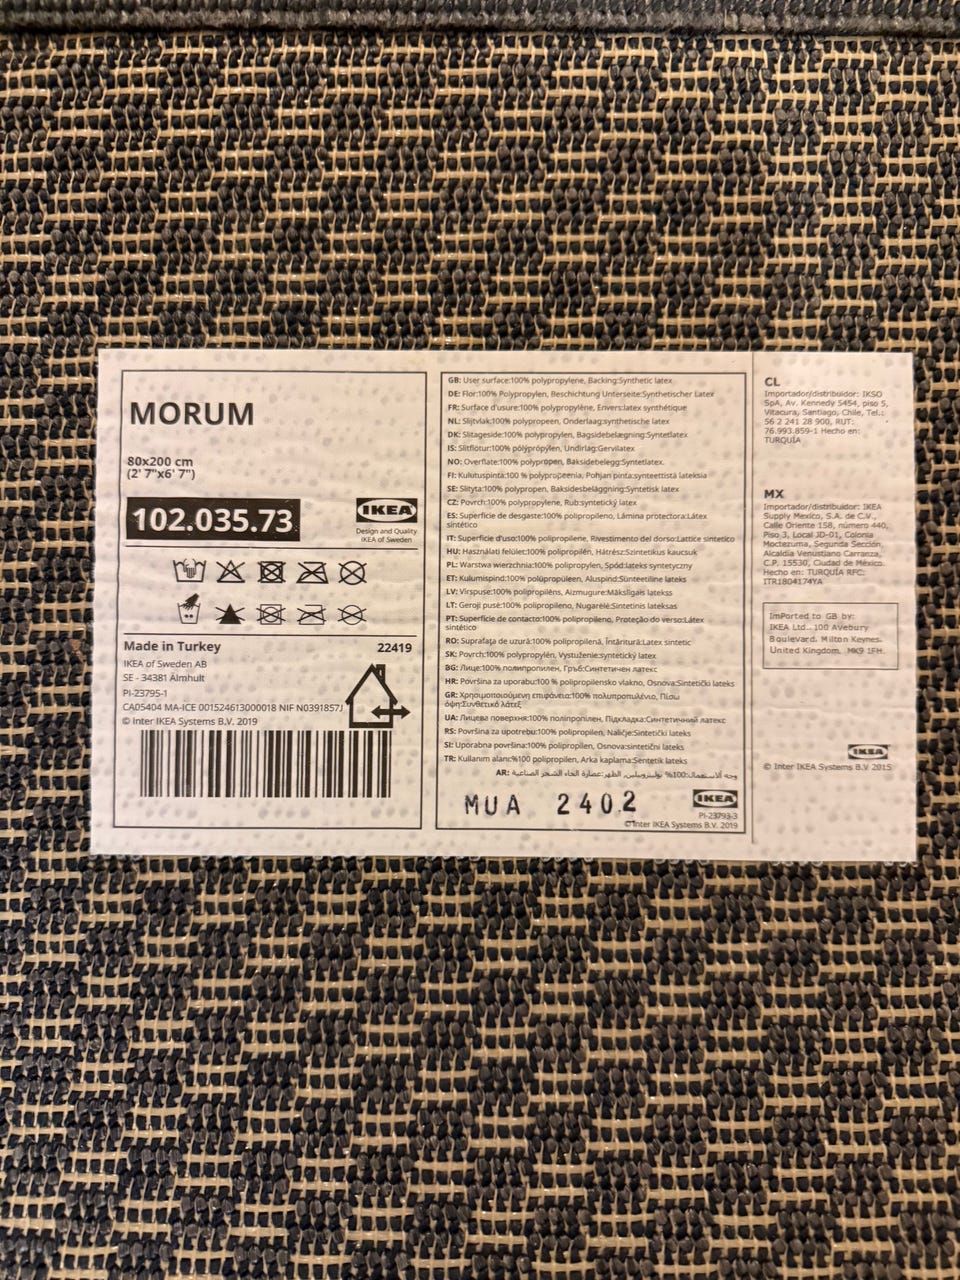 MORUM
80x200 cm
(2' 7"x6' 7")
102.035.73
IKEA
Design and Quality
IKEA of Sweden
Made in Turkey
22419
IKEA of Sweden AB
SE - 34381 Älmhult
PI-23795-1
CA05404 MA-ICE 001524613000018 NIF N0391857J
© Inter IKEA Systems B.V. 2019
GB: User surface:100% polypropylene, Backing:Synthetic latex
DE: Flor:100% Polypropylen, Beschichtung Unterseite:Synthetischer Latex
FR: Surface d'usure:100 % polypropylène, Envers:latex synthétique
NL: Slijtvlak:100% polypropeen, Onderlaag:synthetische latex
DK: Slitageside:100% polypropylen, Bagsidebelægning:Syntetlatex
IS: Slitflötur:100% pólýprópýlen, Undirlag:Gervilatex
NO: Overflate:100% polypropen, Baksidebelegg:Syntetlatex.
FI: Kulutuspinta:100 % polypropeenia, Pohjan pinta:synteettistä lateksia
SE: Slityta:100% polypropen, Baksidesbeläggning:Syntetisk latex
CZ: Povrch:100% polypropylen, Rub:syntetický latex
ES: Superficie de desgaste:100% polipropileno, Lámina protectora:Látex
sintético
IT: Superficie d'uso:100% polipropilene, Rivestimento del dorso:Lattice sintetico
HU: Használati felület:100% polipropilén, Hátrész:Szintetikus kaucsuk
PL: Warstwa wierzchnia:100% polipropylen, Spód:lateks syntetyczny
ET: Kulumispind:100% polüpropüleen, Aluspind:Sünteetiline lateks
LV: Virspuse:100% polipropilēns, Aizmugure:Mākslīgais latekss
LT: Geroji pusė:100% polipropileno, Nugarėlė:Sintetinis lateksas
PT: Superfície de contacto:100% polipropileno, Proteção do verso:Látex
sintético
RO: Suprafaţa de uzură:100% polipropilenă, Întăritură:Latex sintetic
SK: Povrch:100% polypropylén, Vystuženie:syntetický latex
BG: Лице:100% полипропилен, Гръб:Синтетичен латекс
HR: Površina za uporabu:100 % polipropilensko vlakno, Osnova:Sintetički lateks
GR: Χρησιμοποιούμενη επιφάνεια:100% πολυπροπυλένιο, Πίσω
όψη:Συνθετικό λάτεξ
UA: Лицева поверхня:100% поліпропілен, Підкладка:Синтетичний латекс
RS: Površina za upotrebu:100% polipropilen, Naličje:Sintetički lateks
SI: Uporabna površina:100% polipropilen, Osnova:sintetični lateks
TR: Kullanım alanı:%100 polipropilen, Arka kaplama:Sentetik lateks
AR: وجه الاستعمال:100% بوليبروبيلين, الظهر:عصارة الحاء الشجر الصناعية
MUA 2402
IKEA
PI-23793-3
© Inter IKEA Systems B.V. 2019
CL
Importador/distribuidor: IKSO
SpA, Av. Kennedy 5454, piso 5,
Vitacura, Santiago, Chile, Tel.:
56 2 241 28 900, RUT:
76.993.859-1 Hecho en:
TURQUÍA
MX
Importador/distribuidor: IKEA
Supply Mexico, S.A. de C.V.,
Calle Oriente 158, número 440,
Piso 3, Local JD-01, Colonia
Moctezuma, Segunda Sección,
Alcaldía Venustiano Carranza,
C.P. 15530, Ciudad de México.
Hecho en: TURQUÍA RFC:
ITR1804174YA
ImPorted to GB by:
IKEA Ltd.. 100 Avebury
Boulevard. Milton Keynes.
United Kingdom. MK9 1FH.
IKEA
© Inter IKEA Systems B.V 2015